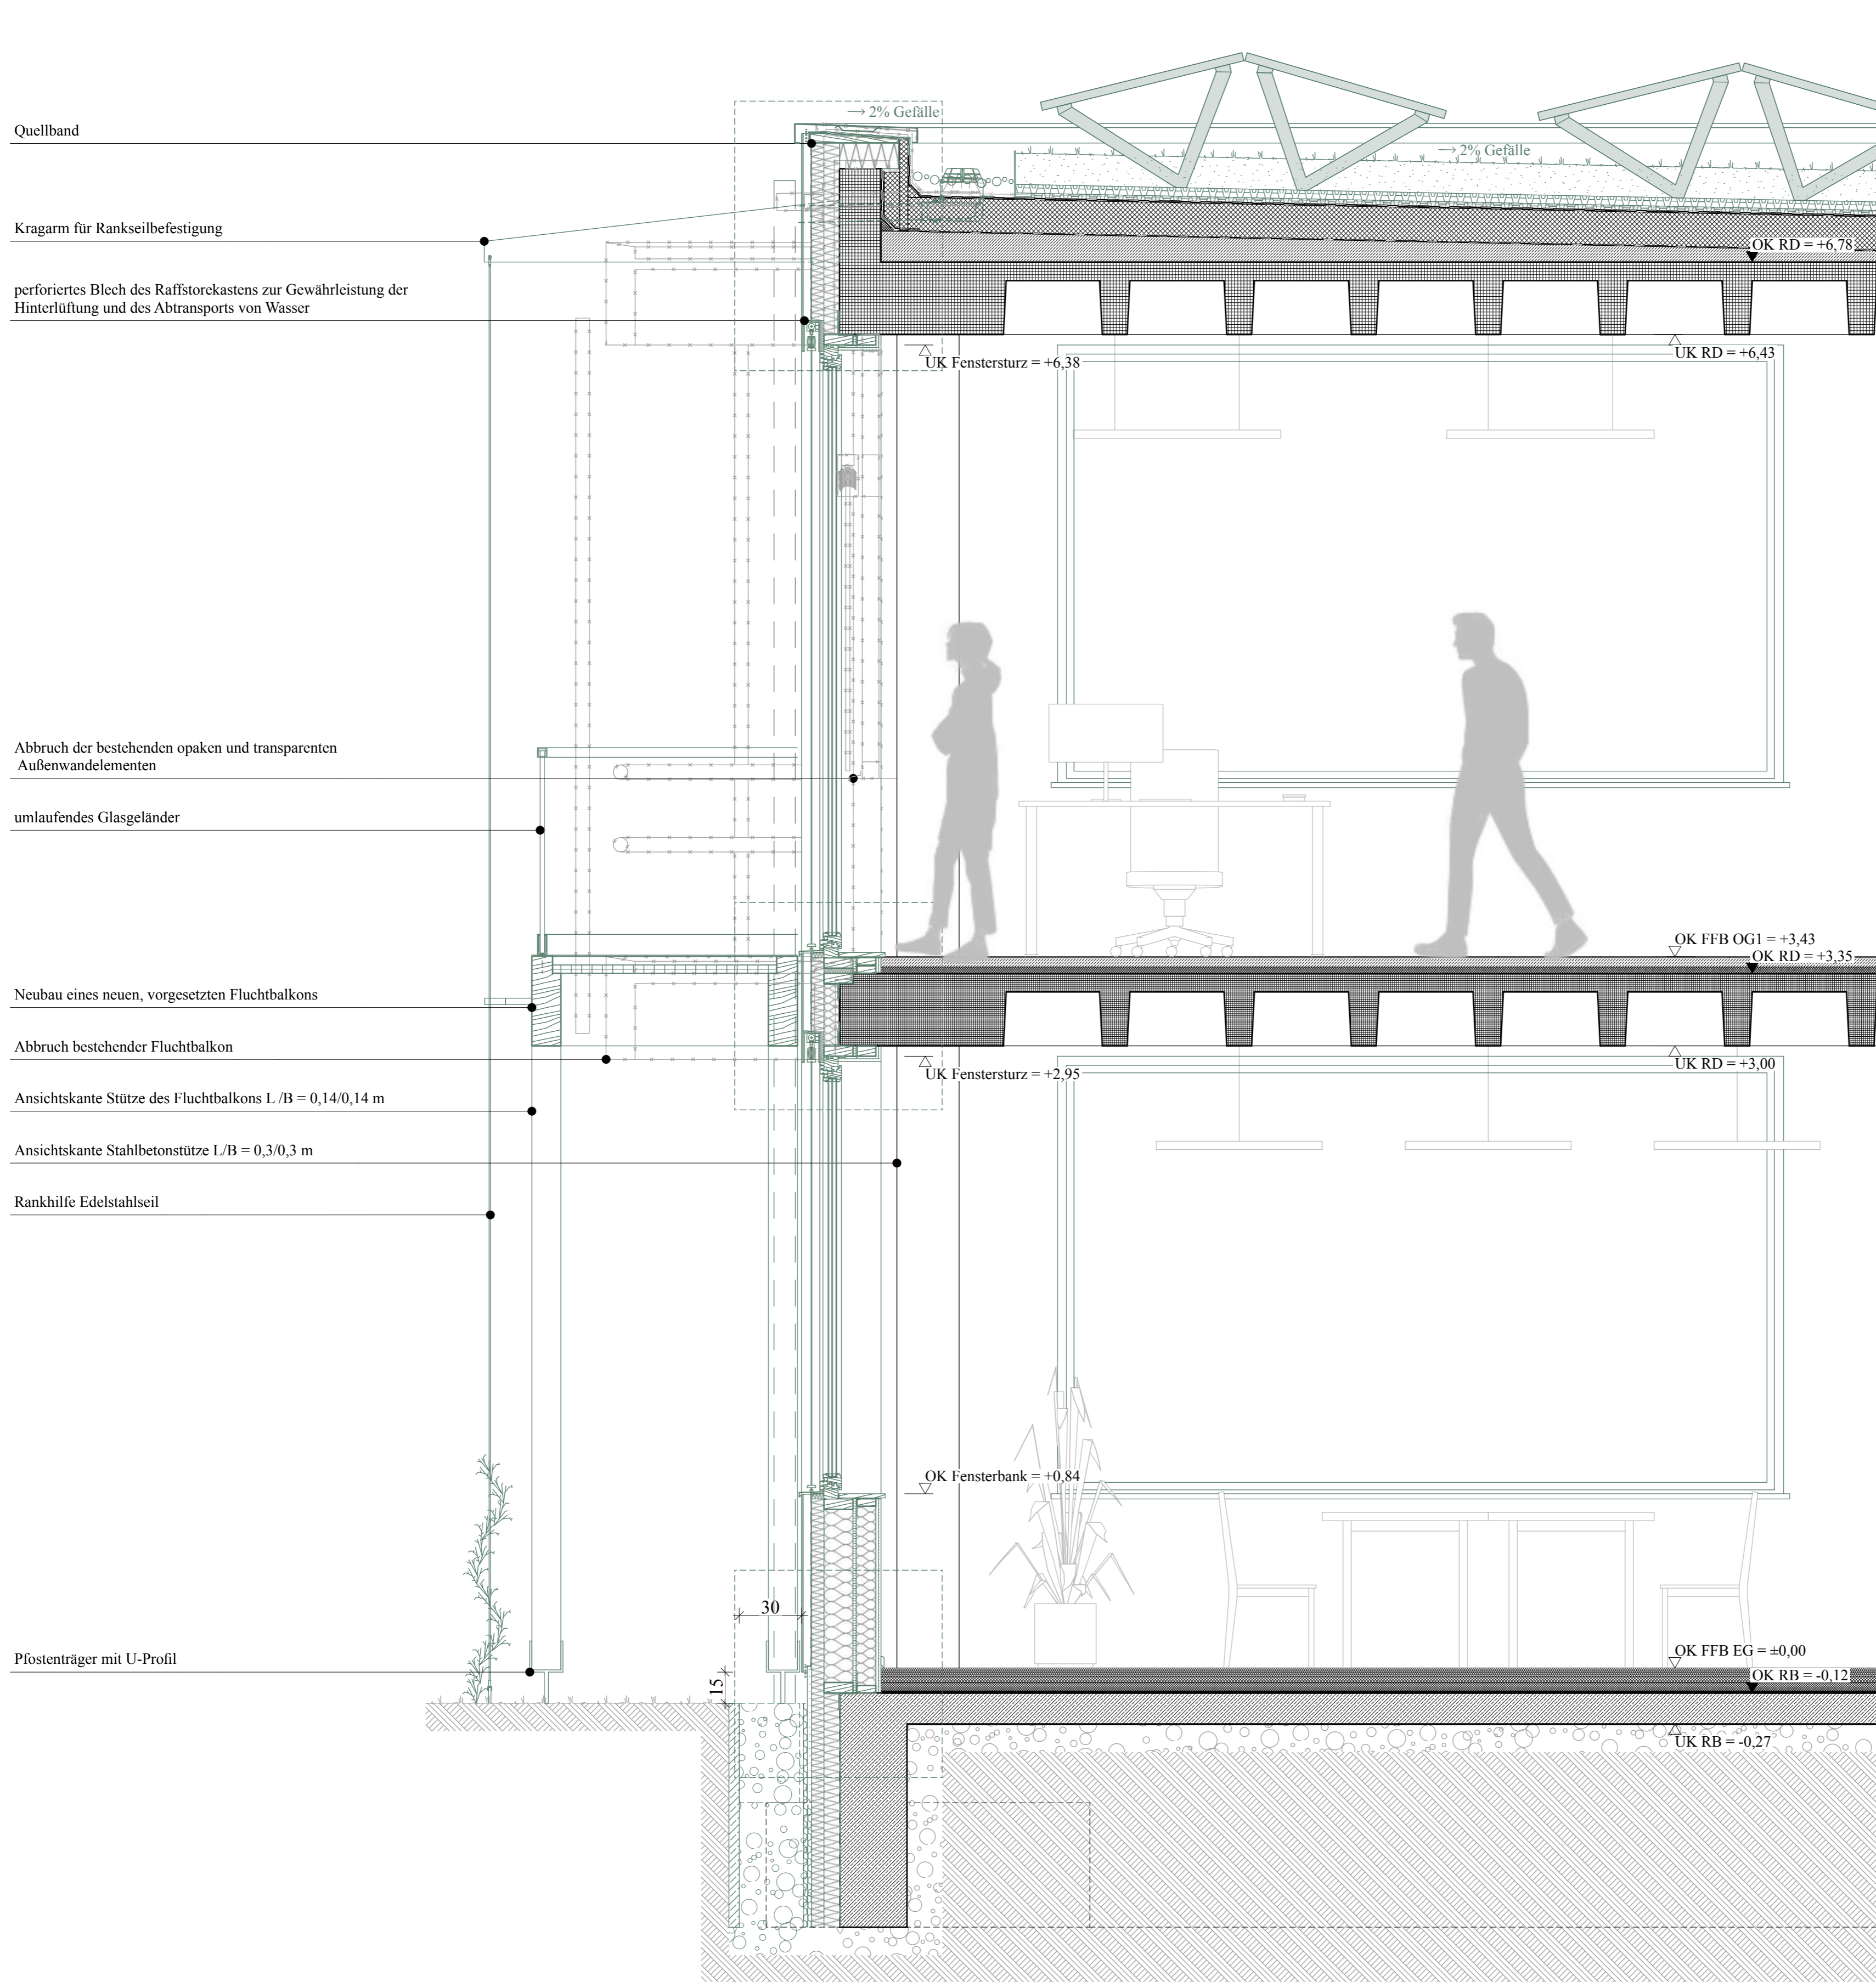 2% Gefälle
Quellband
2% Gefälle
Kragarm für Rankseilbefestigung
OK RD = +6,78
perforiertes Blech des Raffstorekastens zur Gewährleistung der
Hinterlüftung und des Abtransports von Wasser
UK RD = +6,43
UK Fenstersturz = +6,38
Abbruch der bestehenden opaken und transparenten
Außenwandelementen
umlaufendes Glasgeländer
OK FFB OG1 = +3,43
OK RD = +3,35
Neubau eines neuen, vorgesetzten Fluchtbalkons
Abbruch bestehender Fluchtbalkon
UK RD = +3,00
UK Fenstersturz = +2,95
Ansichtskante Stütze des Fluchtbalkons L /B = 0,14/0,14 m
Ansichtskante Stahlbetonstütze L/B = 0,3/0,3 m
Rankhilfe Edelstahlseil
OK Fensterbank = +0,84
30
OK FFB EG = ±0,00
Pfostenträger mit U-Profil
OK RB = -0,12
15
UK RB = -0,27